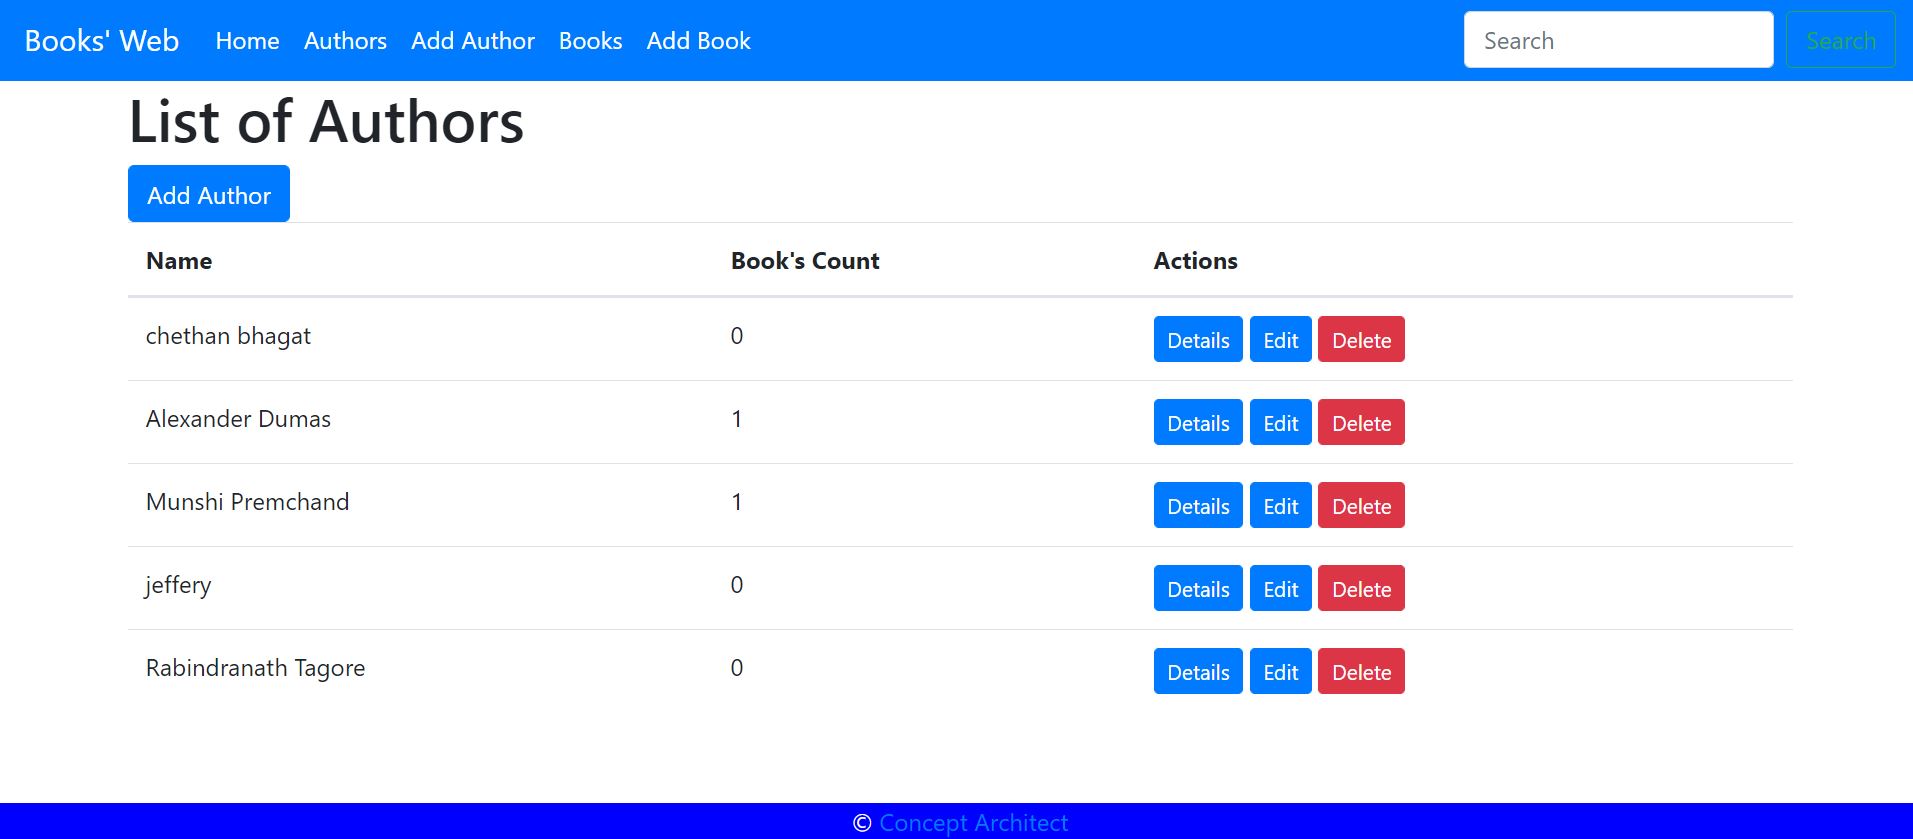 Books' Web Home Authors Add Author Books Add Book Search Search
List of Authors
Add Author
Name Book's Count Actions
chethan bhagat 0 Details Edit Delete
Alexander Dumas 1 Details Edit Delete
Munshi Premchand 1 Details Edit Delete
jeffery 0 Details Edit Delete
Rabindranath Tagore 0 Details Edit Delete
© Concept Architect